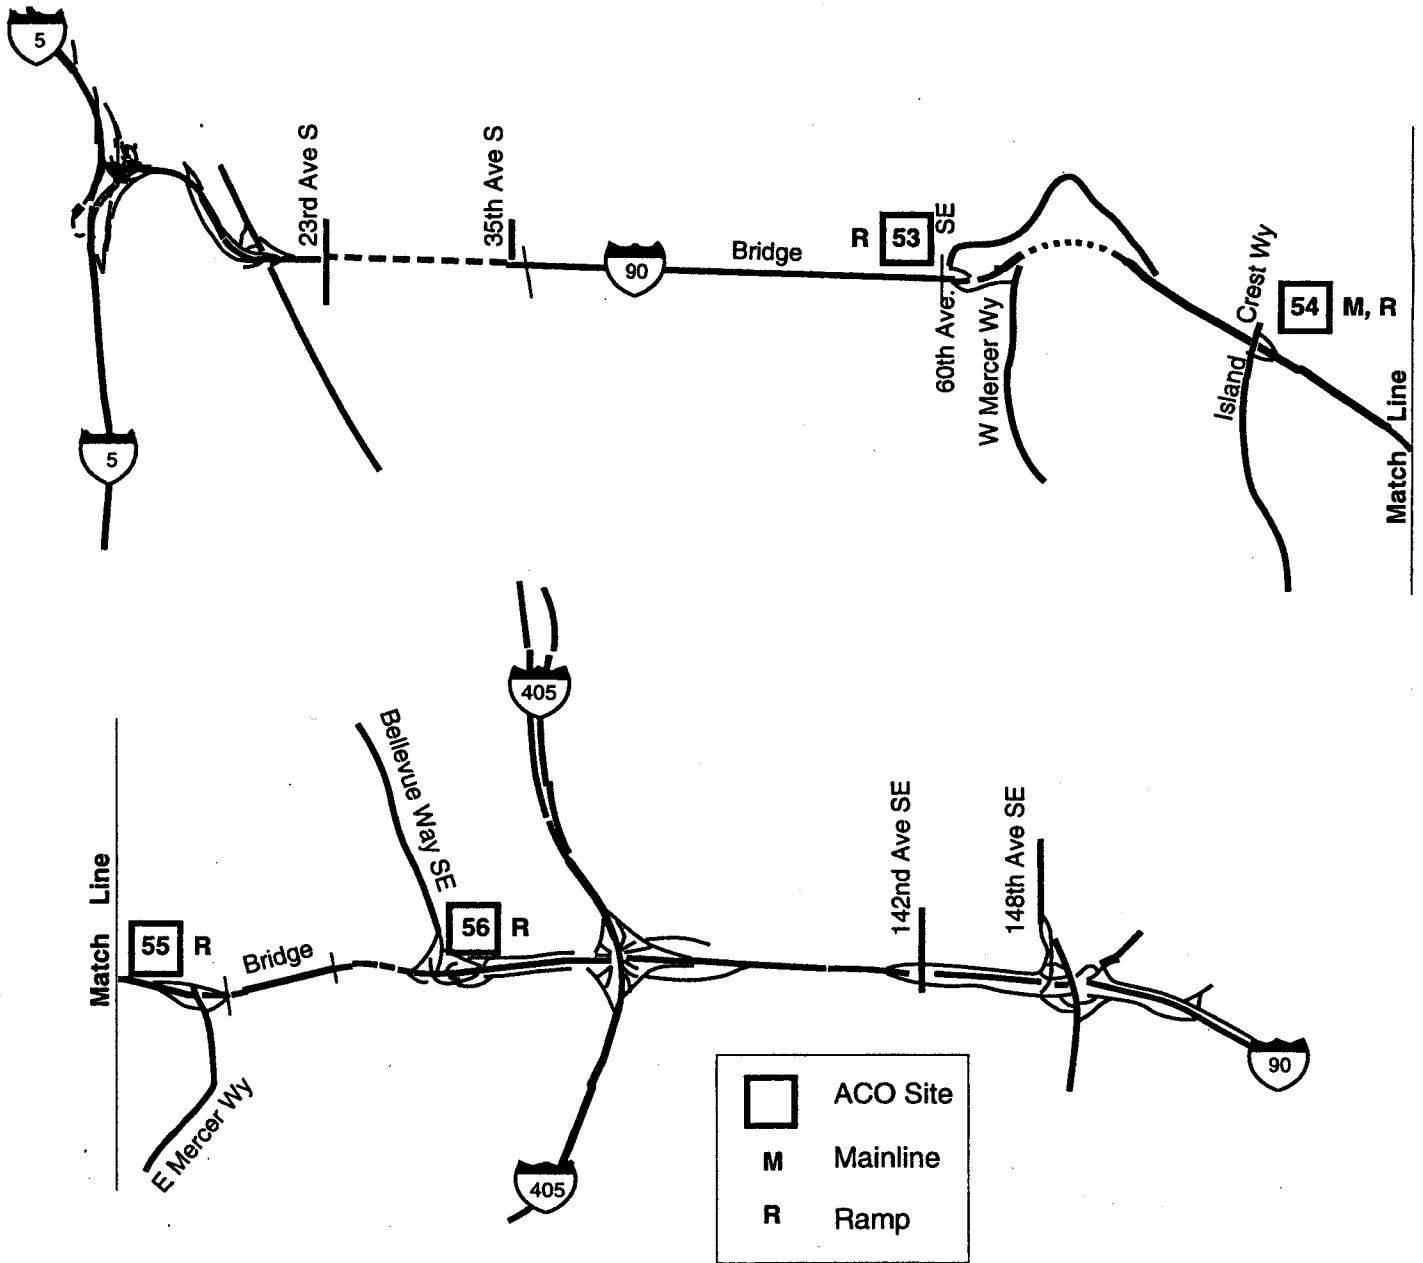 5
23rd Ave S
35th Ave S
90
Bridge
R
53
60th Ave. SE
W Mercer Wy
Island Crest Wy
54
M, R
Match Line
5
405
Bellevue Way SE
Match Line
55
R
Bridge
56
R
142nd Ave SE
148th Ave SE
E Mercer Wy
90
405
ACO Site
M Mainline
R Ramp